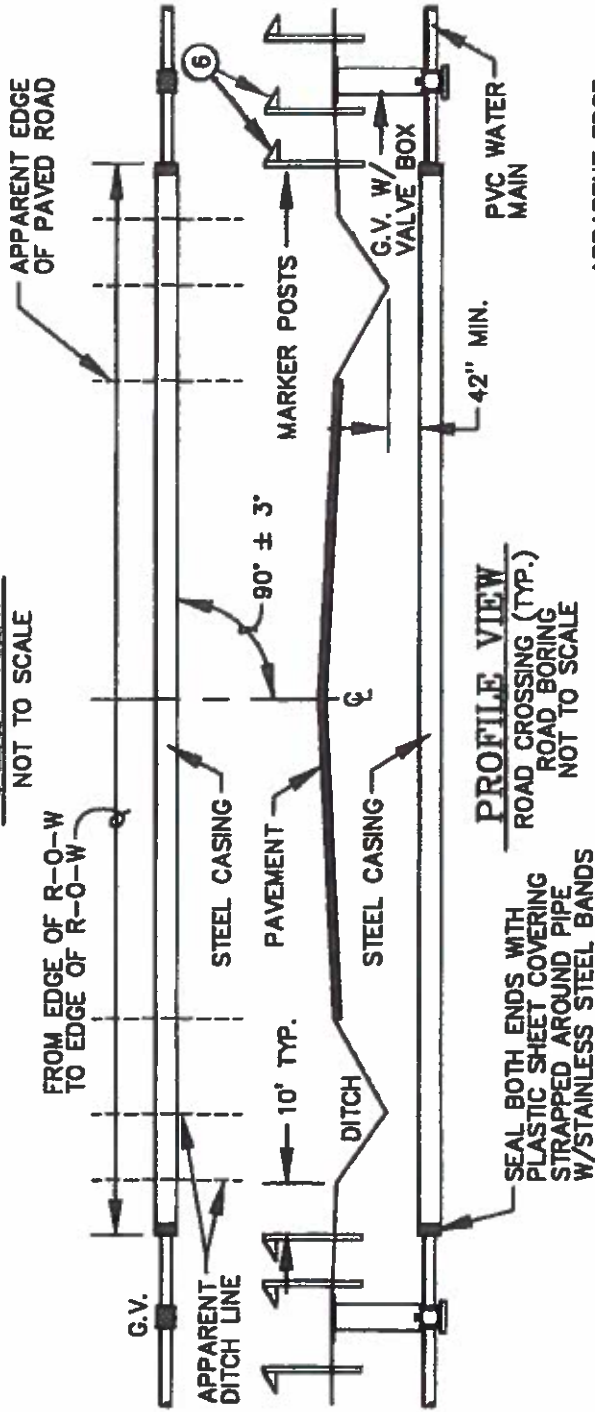 NOT TO SCALE
FROM EDGE OF R-O-W
TO EDGE OF R-O-W
APPARENT EDGE
OF PAVED ROAD
G.V.
STEEL CASING
90° ± 3°
APPARENT
DITCH LINE
10' TYP.
PAVEMENT
MARKER POSTS
6
DITCH
℄
G.V. W/
VALVE BOX
STEEL CASING
42" MIN.
PVC WATER
MAIN
SEAL BOTH ENDS WITH
PLASTIC SHEET COVERING
STRAPPED AROUND PIPE
W/STAINLESS STEEL BANDS
PROFILE VIEW
ROAD CROSSING (TYP.)
ROAD BORING
NOT TO SCALE